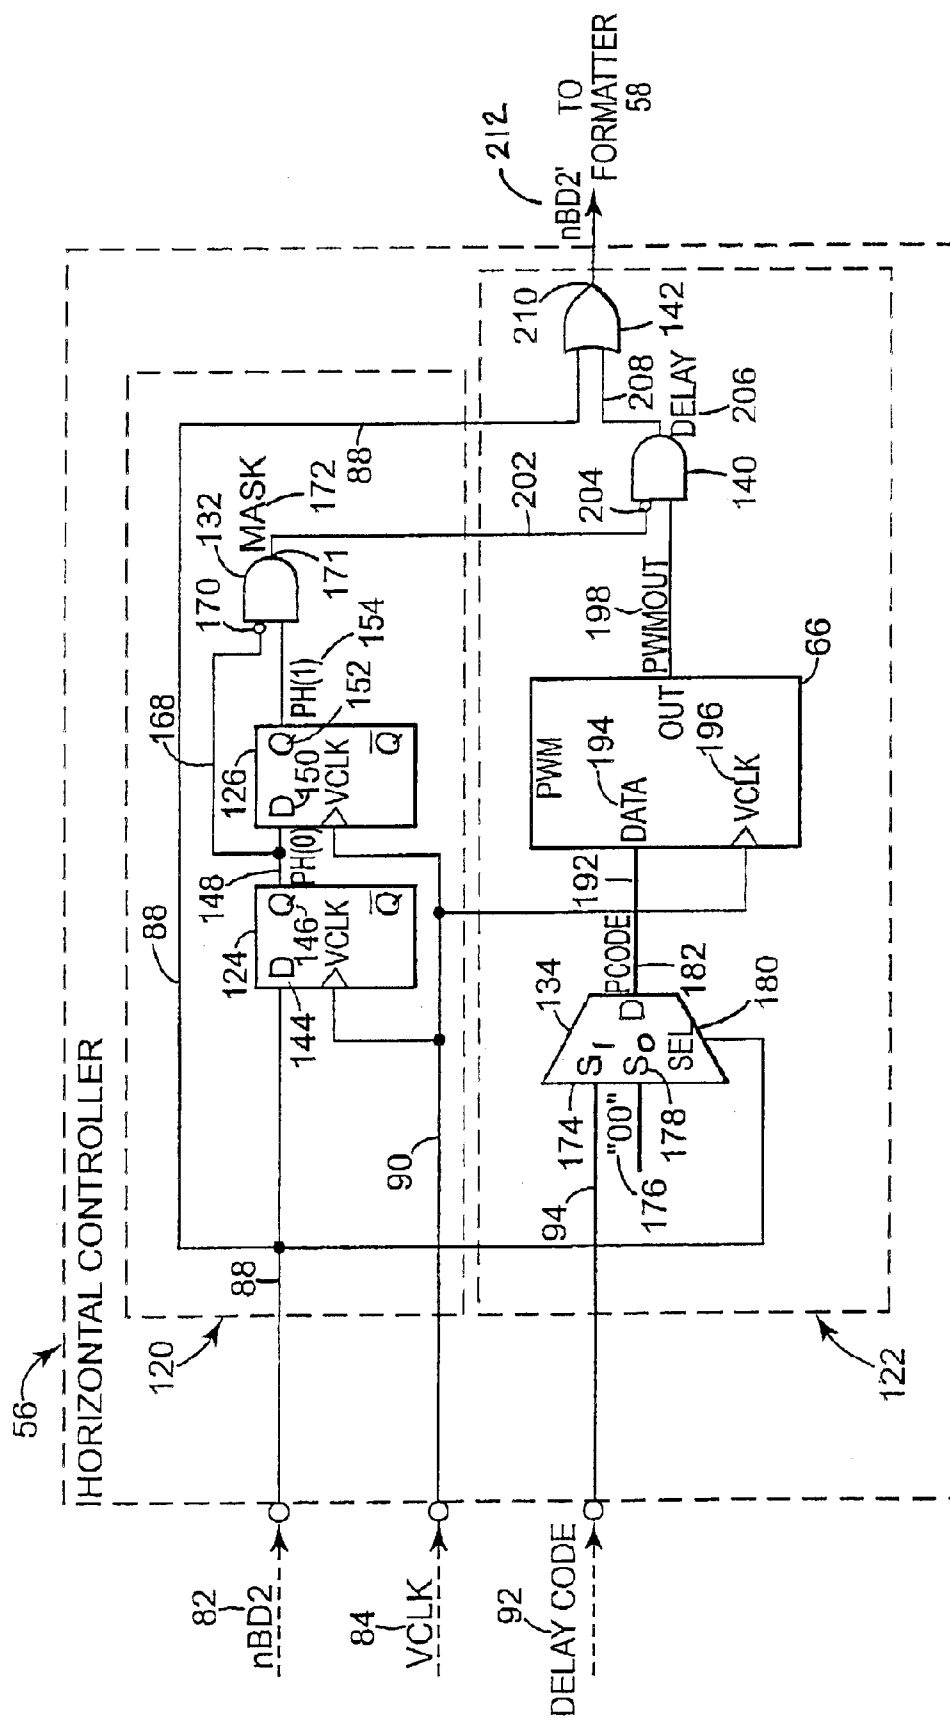 56
HORIZONTAL CONTROLLER
120
82
nBD2
88
88
168
124
D
144
Q
146
VCLK
Q̅
148
PH(0)
126
D
150
Q
152
VCLK
Q̅
PH(1)
154
170
132
MASK
172
171
88
202
84
VCLK
90
92
DELAY CODE
94
174
"00"
176
S1
S0
178
SEL
180
134
D
PCODE
182
192
PWM
DATA
194
VCLK
196
OUT
66
PWMOUT
198
204
140
DELAY
206
208
210
142
nBD2'
212
TO
FORMATTER
58
122